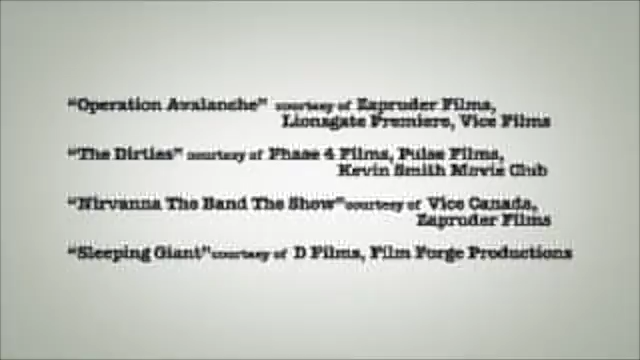 "Operation Avalanche" courtesy of Zapruder Films,
Lionsgate Premiere, Vice Films
"The Dirties" courtesy of Phase 4 Films, Pulse Films,
Kevin Smith Movie Club
"Nirvanna The Band The Show" courtesy of Vice Canada,
Zapruder Films
"Sleeping Giant" courtesy of D Films, Film Forge Productions